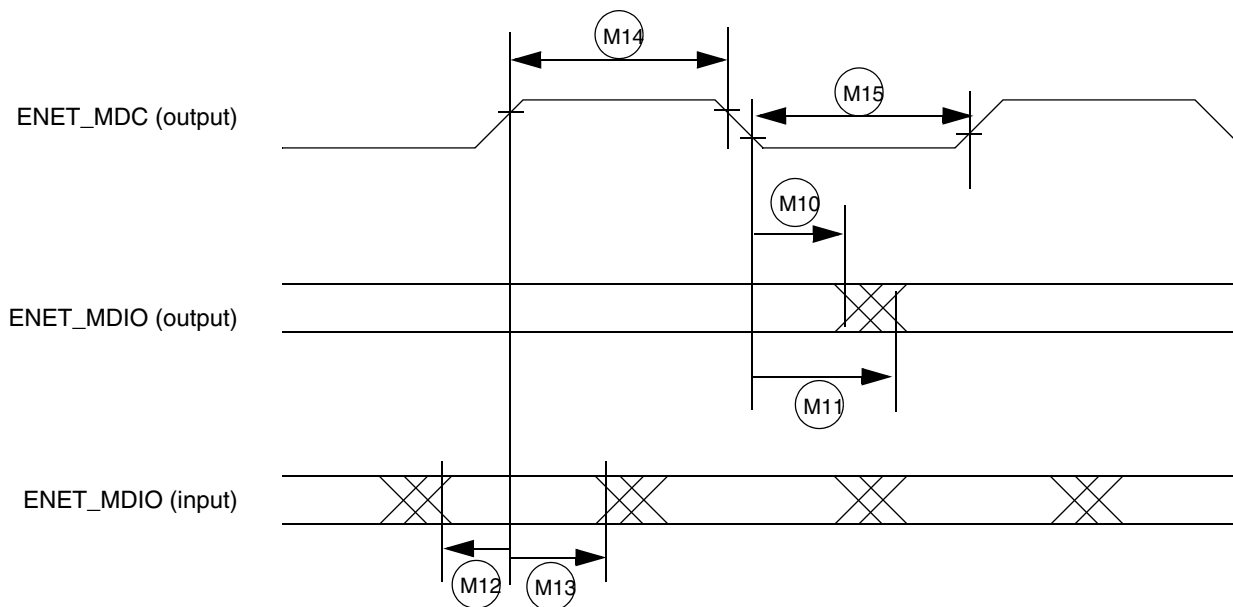 M14
ENET_MDC (output)
M15
M10
ENET_MDIO (output)
M11
ENET_MDIO (input)
M12
M13